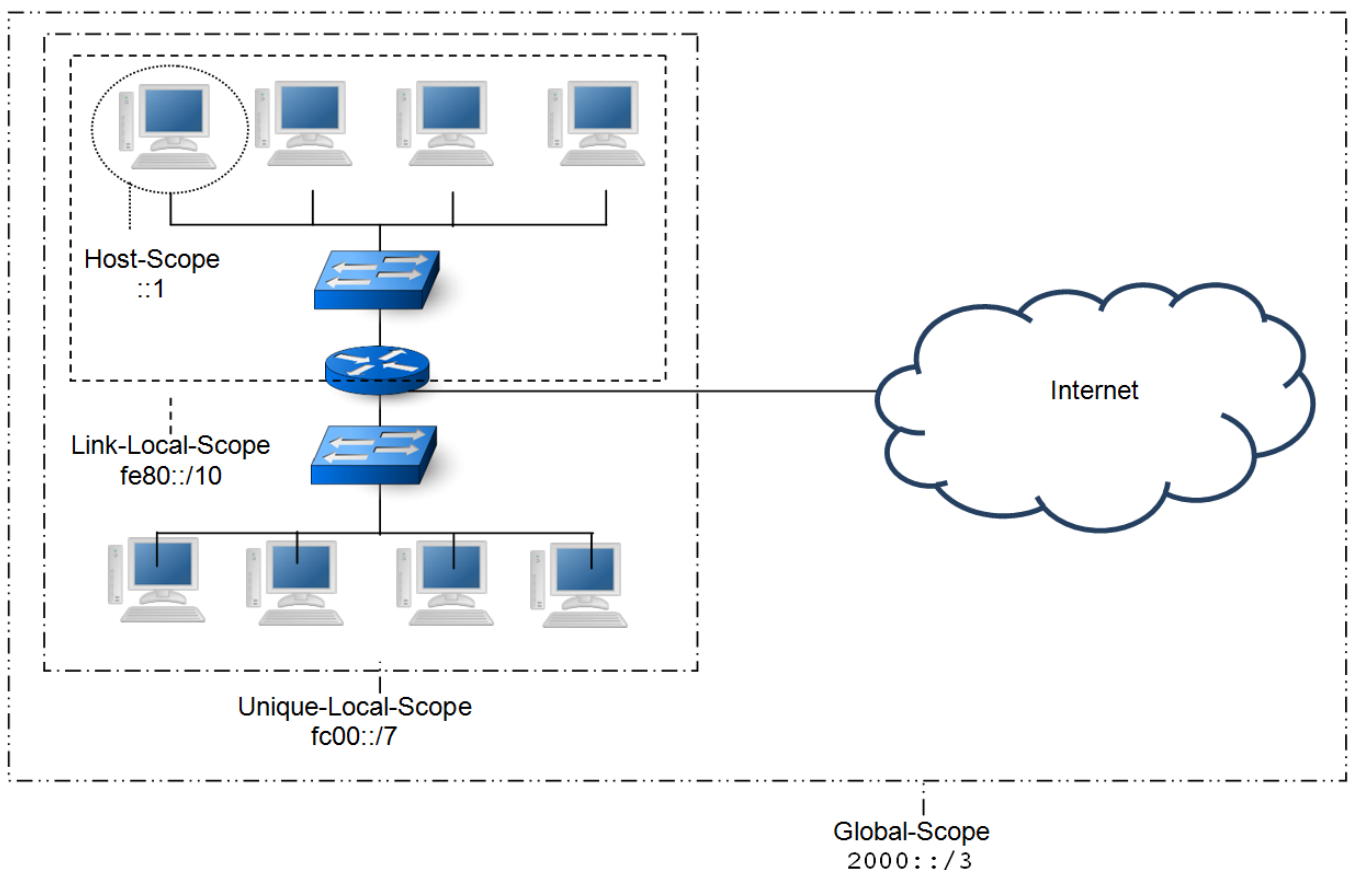 Host-Scope
::1
Internet
Link-Local-Scope
fe80::/10
Unique-Local-Scope
fc00::/7
Global-Scope
2000::/3